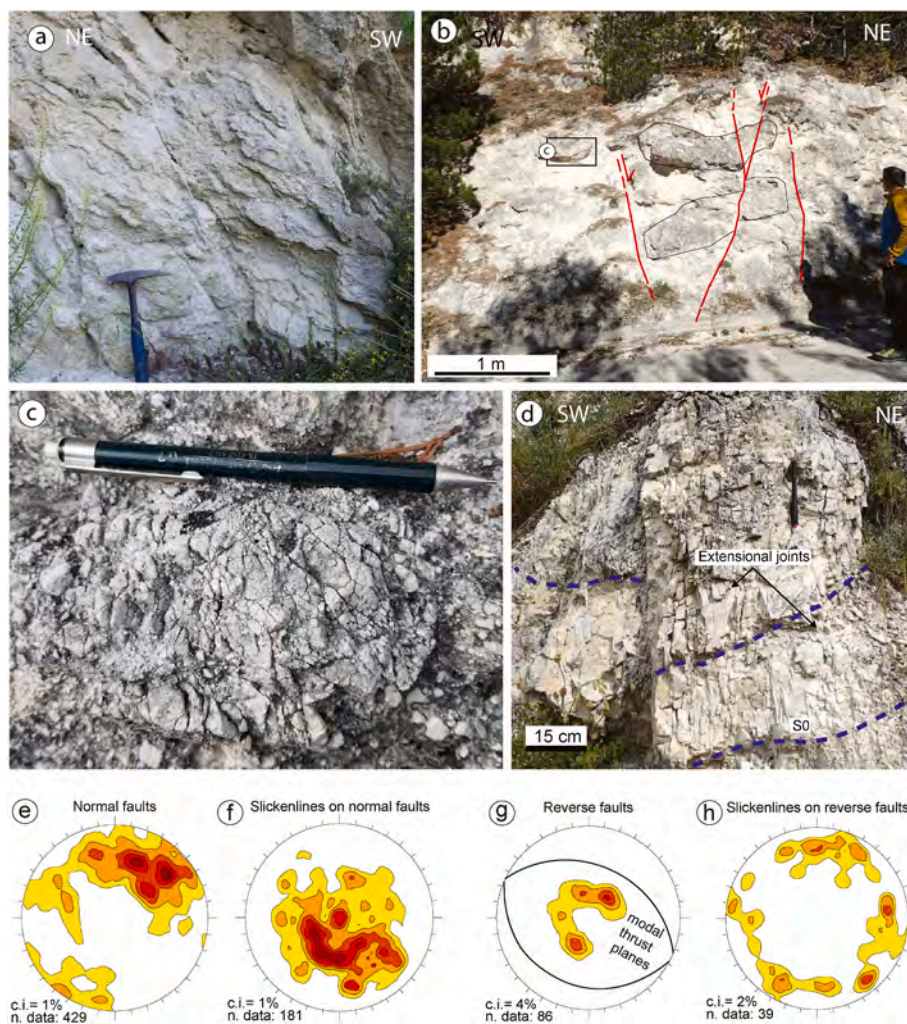 a NE SW
b SW NE
c
1 m
c
d SW NE
Extensional joints
S0
15 cm
e Normal faults
c.i.= 1%
n. data: 429
f Slickenlines on normal faults
c.i.= 1%
n. data: 181
g Reverse faults
modal
thrust
planes
c.i.= 4%
n. data: 86
h Slickenlines on reverse faults
c.i.= 2%
n. data: 39